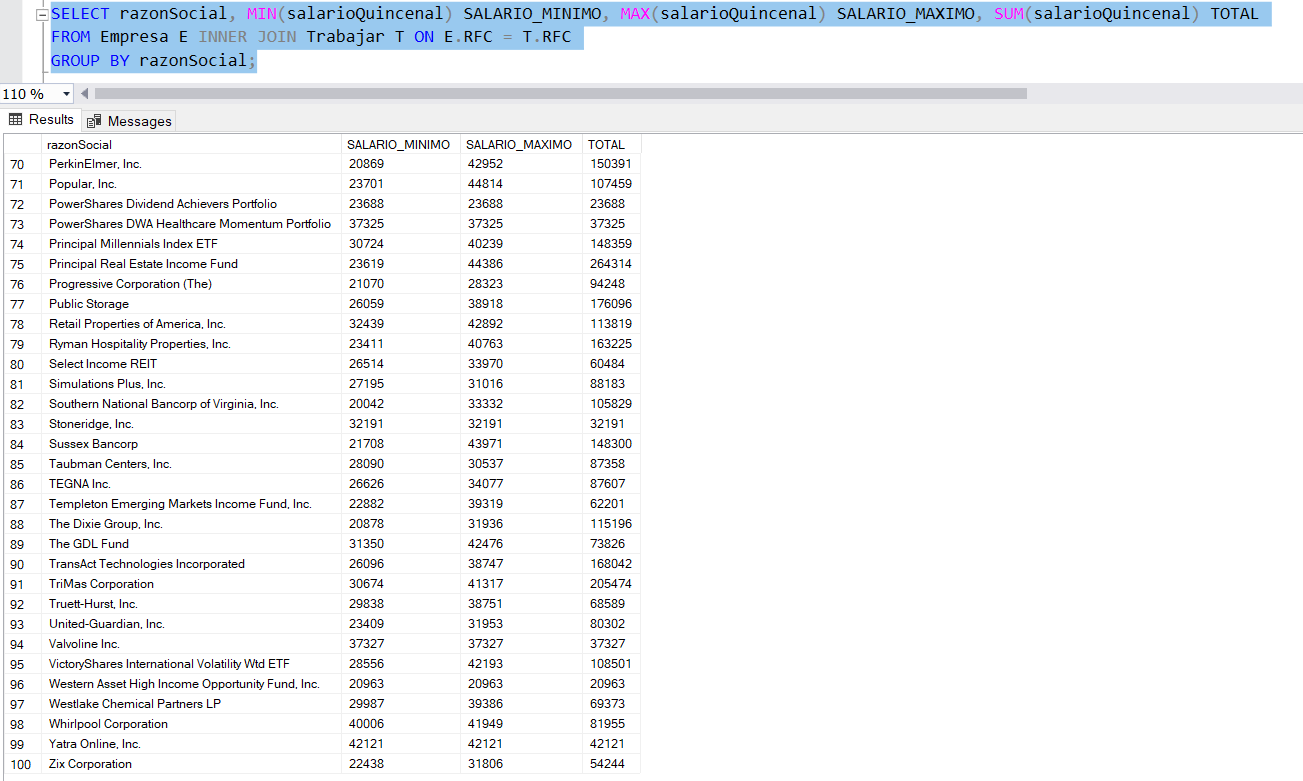 SELECT razonSocial, MIN(salarioQuincenal) SALARIO_MINIMO, MAX(salarioQuincenal) SALARIO_MAXIMO, SUM(salarioQuincenal) TOTAL
FROM Empresa E INNER JOIN Trabajar T ON E.RFC = T.RFC
GROUP BY razonSocial;
110 %
Results Messages
razonSocial SALARIO_MINIMO SALARIO_MAXIMO TOTAL
70 PerkinElmer, Inc. 20869 42952 150391
71 Popular, Inc. 23701 44814 107459
72 PowerShares Dividend Achievers Portfolio 23688 23688 23688
73 PowerShares DWA Healthcare Momentum Portfolio 37325 37325 37325
74 Principal Millennials Index ETF 30724 40239 148359
75 Principal Real Estate Income Fund 23619 44386 264314
76 Progressive Corporation (The) 21070 28323 94248
77 Public Storage 26059 38918 176096
78 Retail Properties of America, Inc. 32439 42892 113819
79 Ryman Hospitality Properties, Inc. 23411 40763 163225
80 Select Income REIT 26514 33970 60484
81 Simulations Plus, Inc. 27195 31016 88183
82 Southern National Bancorp of Virginia, Inc. 20042 33332 105829
83 Stoneridge, Inc. 32191 32191 32191
84 Sussex Bancorp 21708 43971 148300
85 Taubman Centers, Inc. 28090 30537 87358
86 TEGNA Inc. 26626 34077 87607
87 Templeton Emerging Markets Income Fund, Inc. 22882 39319 62201
88 The Dixie Group, Inc. 20878 31936 115196
89 The GDL Fund 31350 42476 73826
90 TransAct Technologies Incorporated 26096 38747 168042
91 TriMas Corporation 30674 41317 205474
92 Truett-Hurst, Inc. 29838 38751 68589
93 United-Guardian, Inc. 23409 31953 80302
94 Valvoline Inc. 37327 37327 37327
95 VictoryShares International Volatility Wtd ETF 28556 42193 108501
96 Western Asset High Income Opportunity Fund, Inc. 20963 20963 20963
97 Westlake Chemical Partners LP 29987 39386 69373
98 Whirlpool Corporation 40006 41949 81955
99 Yatra Online, Inc. 42121 42121 42121
100 Zix Corporation 22438 31806 54244